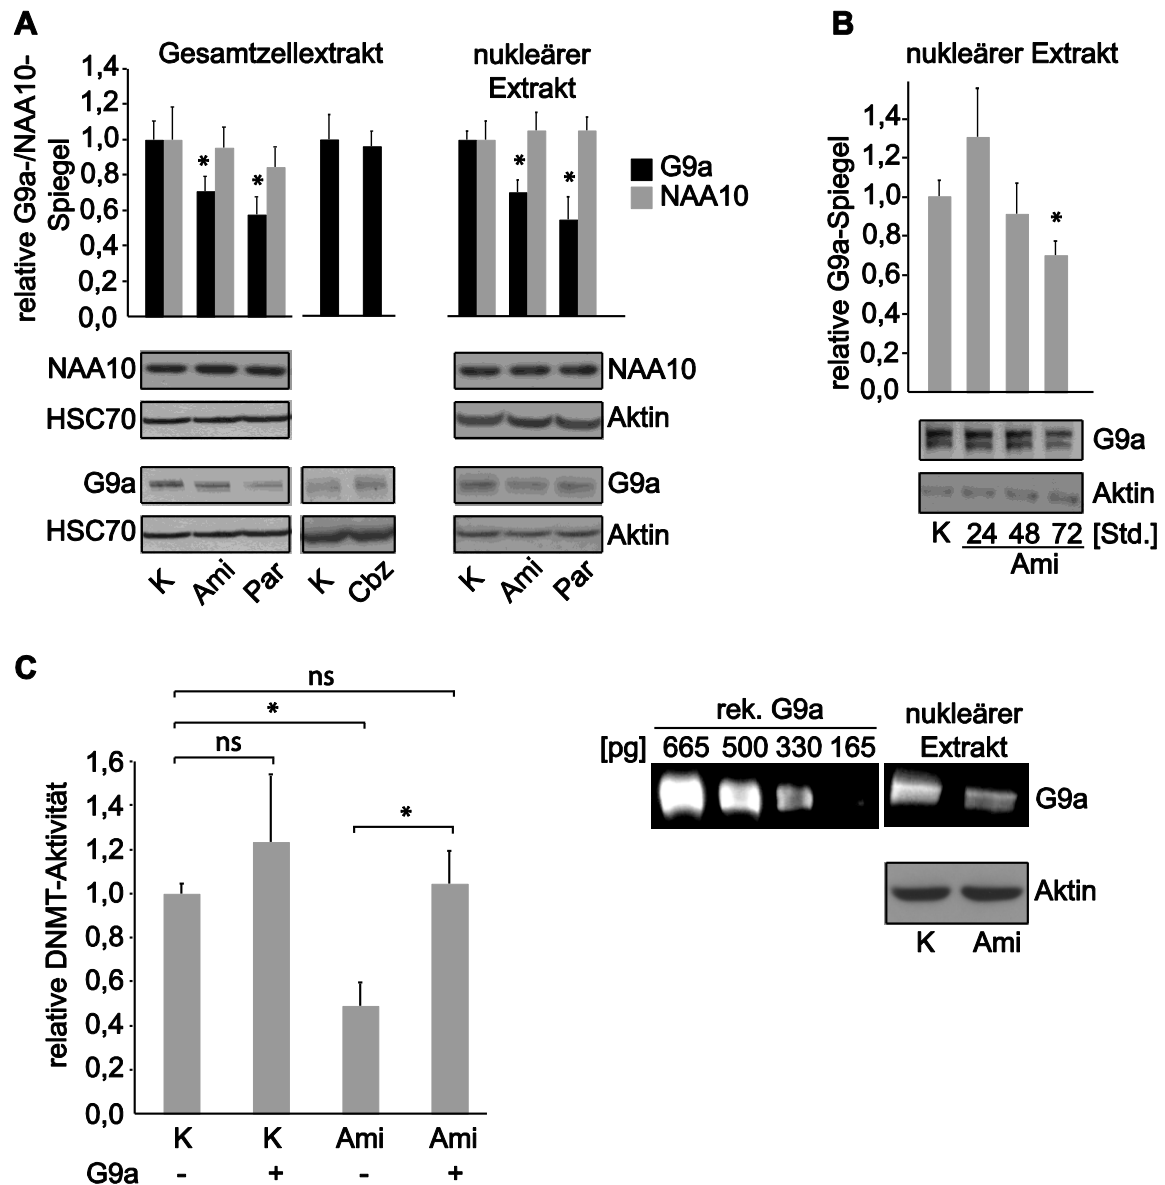 A
Gesamtzellextrakt
nukleärer
Extrakt
relative G9a-/NAA10-
Spiegel
1,4
1,2
1,0
0,8
0,6
0,4
0,2
0,0
* *
* *
G9a
NAA10
NAA10
NAA10
HSC70
Aktin
G9a
G9a
HSC70
Aktin
K Ami Par K Cbz K Ami Par
B
nukleärer Extrakt
relative G9a-Spiegel
1,4
1,2
1,0
0,8
0,6
1,4
0,2
0,0
*
G9a
Aktin
K 24 48 72 [Std.]
Ami
C
ns
*
ns
*
relative DNMT-Aktivität
1,6
1,4
1,2
1,0
0,8
0,6
0,4
0,2
0,0
K K Ami Ami
G9a - + - +
rek. G9a
[pg] 665 500 330 165
nukleärer
Extrakt
G9a
Aktin
K Ami